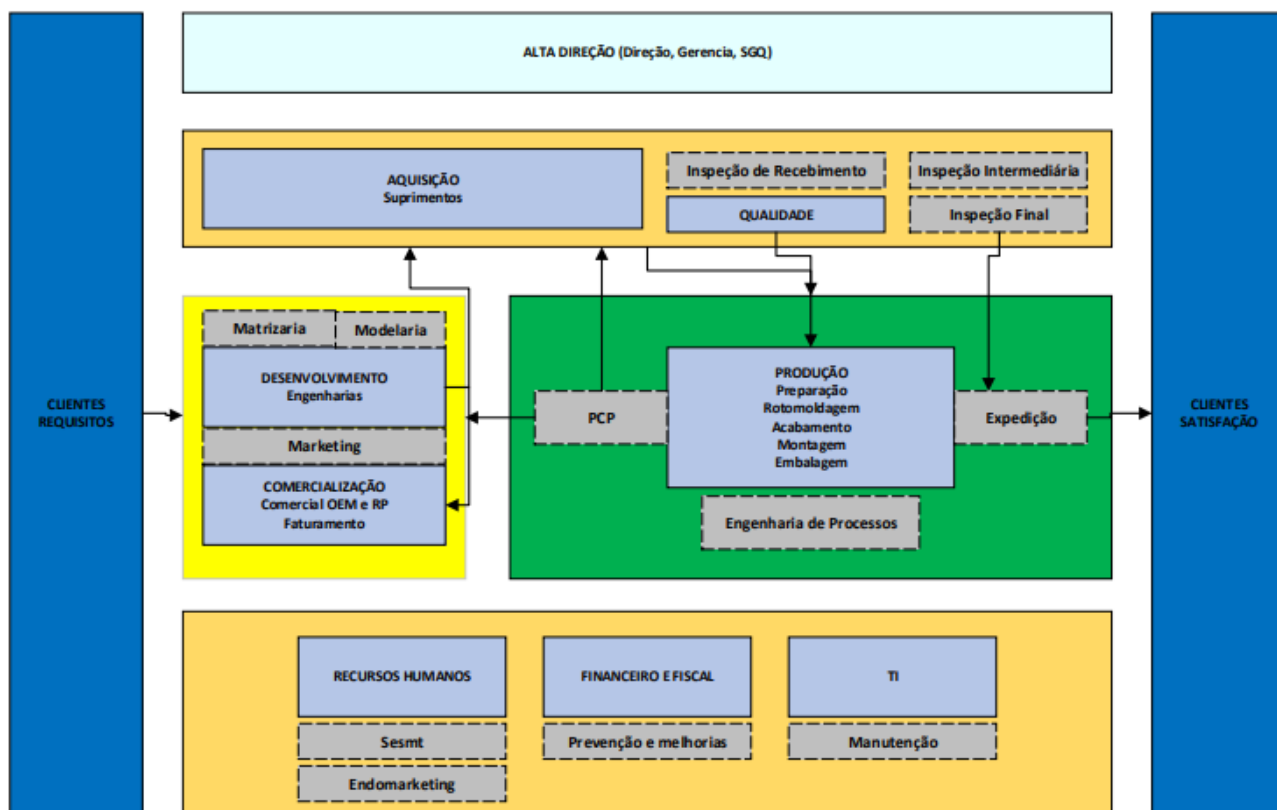 ALTA DIREÇÃO (Direção, Gerencia, SGQ)
CLIENTES
REQUISITOS
AQUISIÇÃO
Suprimentos
Inspeção de Recebimento
QUALIDADE
Inspeção Intermediária
Inspeção Final
Matrizaria
Modelaria
DESENVOLVIMENTO
Engenharias
Marketing
COMERCIALIZAÇÃO
Comercial OEM e RP
Faturamento
PCP
PRODUÇÃO
Preparação
Rotomoldagem
Acabamento
Montagem
Embalagem
Expedição
Engenharia de Processos
CLIENTES
SATISFAÇÃO
RECURSOS HUMANOS
Sesmt
Endomarketing
FINANCEIRO E FISCAL
Prevenção e melhorias
TI
Manutenção